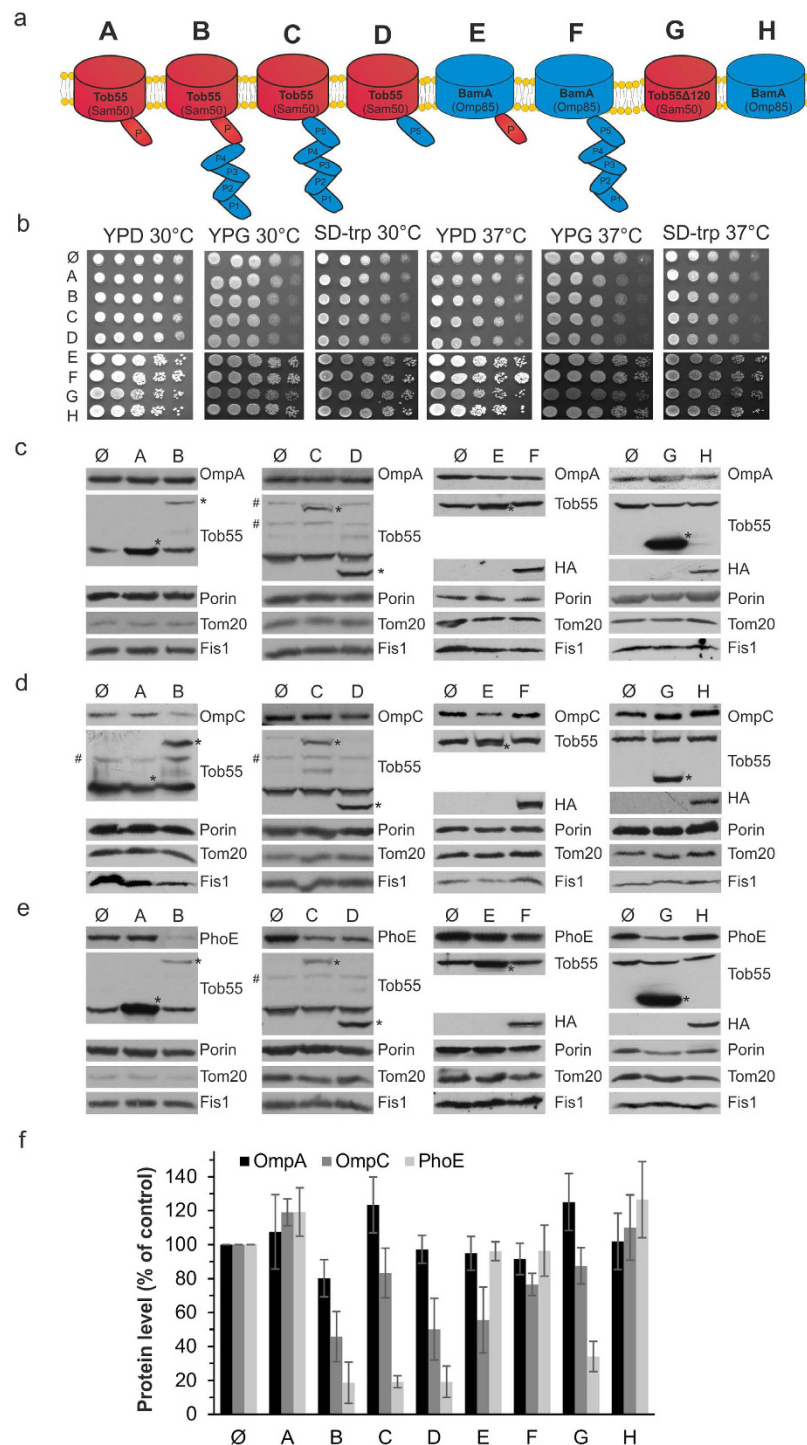 a
A B C D E F G H
Tob55 Tob55 Tob55 Tob55 BamA BamA Tob55Δ120 BamA
(Sam50) (Sam50) (Sam50) (Sam50) (Omp85) (Omp85) (Sam50) (Omp85)
P P P5 P5 P P5
P4 P4 P4
P3 P3 P3
P2 P2 P2
P1 P1 P1
b
YPD 30°C YPG 30°C SD-trp 30°C YPD 37°C YPG 37°C SD-trp 37°C
Ø
A
B
C
D
E
F
G
H
c
Ø A B
OmpA
*
Tob55
*
Porin
Tom20
Fis1
Ø C D
OmpA
# *
#
Tob55
*
Porin
Tom20
Fis1
Ø E F
OmpA
Tob55
*
HA
Porin
Tom20
Fis1
Ø G H
OmpA
Tob55
*
HA
Porin
Tom20
Fis1
d
Ø A B
OmpC
*
#
Tob55
*
Porin
Tom20
Fis1
Ø C D
OmpC
*
#
Tob55
*
Porin
Tom20
Fis1
Ø E F
OmpC
Tob55
*
HA
Porin
Tom20
Fis1
Ø G H
OmpC
Tob55
*
HA
Porin
Tom20
Fis1
e
Ø A B
PhoE
*
Tob55
*
Porin
Tom20
Fis1
Ø C D
PhoE
*
#
Tob55
*
Porin
Tom20
Fis1
Ø E F
PhoE
Tob55
*
HA
Porin
Tom20
Fis1
Ø G H
PhoE
Tob55
*
HA
Porin
Tom20
Fis1
f
OmpA OmpC PhoE
Protein level (% of control)
140
120
100
80
60
40
20
0
Ø A B C D E F G H